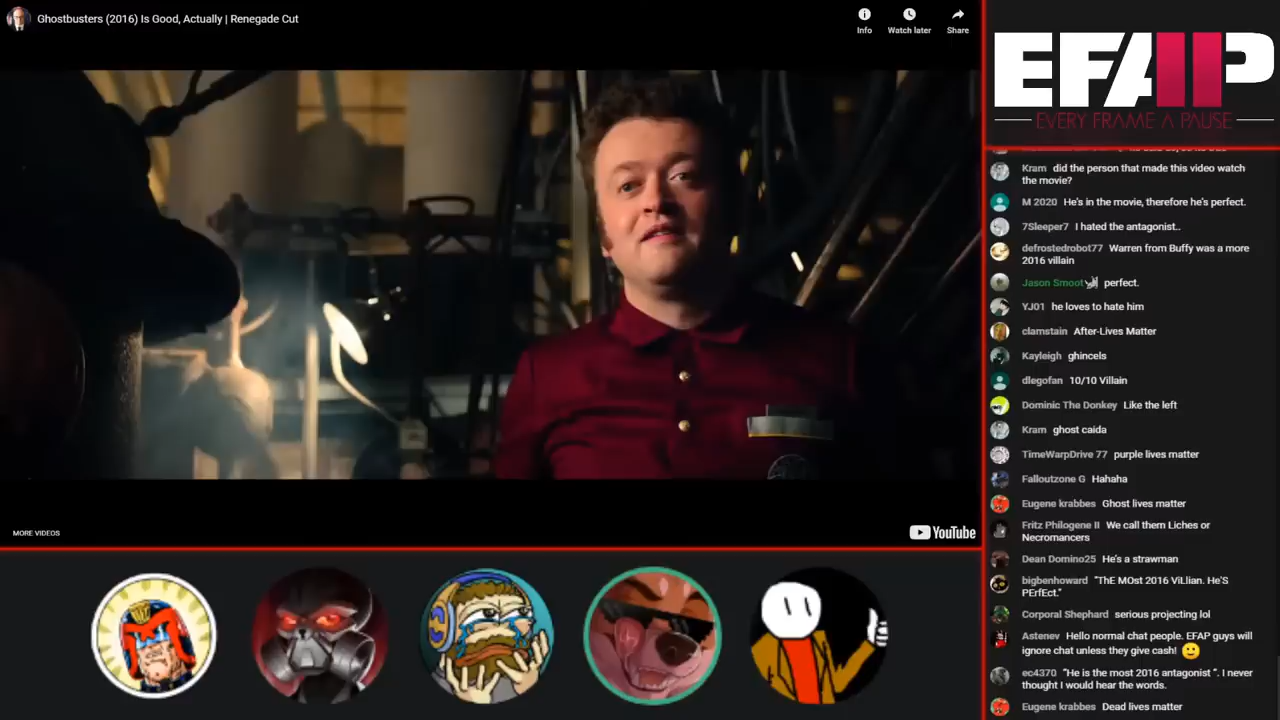 Ghostbusters (2016) Is Good, Actually | Renegade Cut
Info
Watch later
Share
MORE VIDEOS
YouTube
EFAP
EVERY FRAME A PAUSE
Kram did the person that made this video watch
the movie?
M 2020 He's in the movie, therefore he's perfect.
7Sleeper7 I hated the antagonist..
defrostedrobot77 Warren from Buffy was a more
2016 villain
Jason Smoot perfect.
YJ01 he loves to hate him
clamstain After-Lives Matter
Kayleigh ghincels
dlegofan 10/10 Villain
Dominic The Donkey Like the left
Kram ghost caida
TimeWarpDrive 77 purple lives matter
Falloutzone G Hahaha
Eugene krabbes Ghost lives matter
Fritz Philogene II We call them Liches or
Necromancers
Dean Domino25 He's a strawman
bigbenhoward "ThE MOst 2016 ViLlian. He'S
PErfEct."
Corporal Shephard serious projecting lol
Astenev Hello normal chat people. EFAP guys will
ignore chat unless they give cash!
ec4370 "He is the most 2016 antagonist ". I never
thought I would hear the words.
Eugene krabbes Dead lives matter